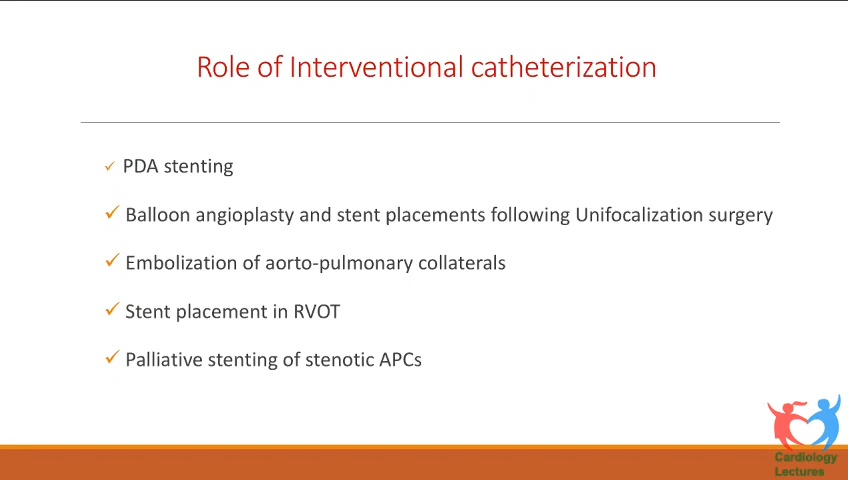 Role of Interventional catheterization
PDA stenting
Balloon angioplasty and stent placements following Unifocalization surgery
Embolization of aorto-pulmonary collaterals
Stent placement in RVOT
Palliative stenting of stenotic APCs
Cardiology
Lectures